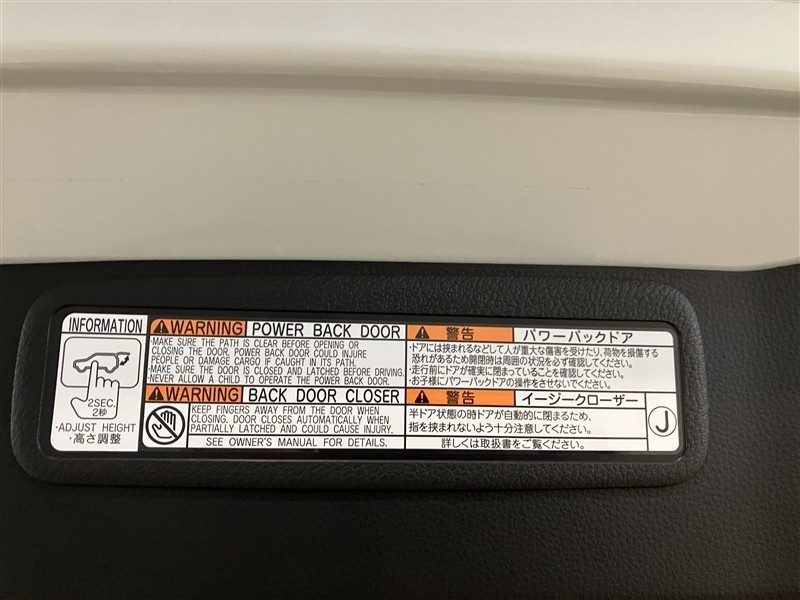 INFORMATION
2SEC.
2秒
·ADJUST HEIGHT
·高さ調整
WARNING POWER BACK DOOR
·MAKE SURE THE PATH IS CLEAR BEFORE OPENING OR
CLOSING THE DOOR. POWER BACK DOOR COULD INJURE
PEOPLE OR DAMAGE CARGO IF CAUGHT IN ITS PATH.
·MAKE SURE THE DOOR IS CLOSED AND LATCHED BEFORE DRIVING.
·NEVER ALLOW A CHILD TO OPERATE THE POWER BACK DOOR.
WARNING BACK DOOR CLOSER
KEEP FINGERS AWAY FROM THE DOOR WHEN
CLOSING. DOOR CLOSES AUTOMATICALLY WHEN
PARTIALLY LATCHED AND COULD CAUSE INJURY.
SEE OWNER'S MANUAL FOR DETAILS.
警告 パワーバックドア
·ドアには挟まれるなどして人が重大な傷害を受けたり、荷物を損傷する
恐れがあるため開閉時は周囲の状況を必ず確認してください。
·走行前にドアが確実に閉まっていることを確認してください。
·お子様にパワーバックドアの操作をさせないでください。
警告 イージークローザー
半ドア状態の時ドアが自動的に閉まるため、
指を挟まれないよう十分注意してください。
詳しくは取扱書をご覧ください。
J